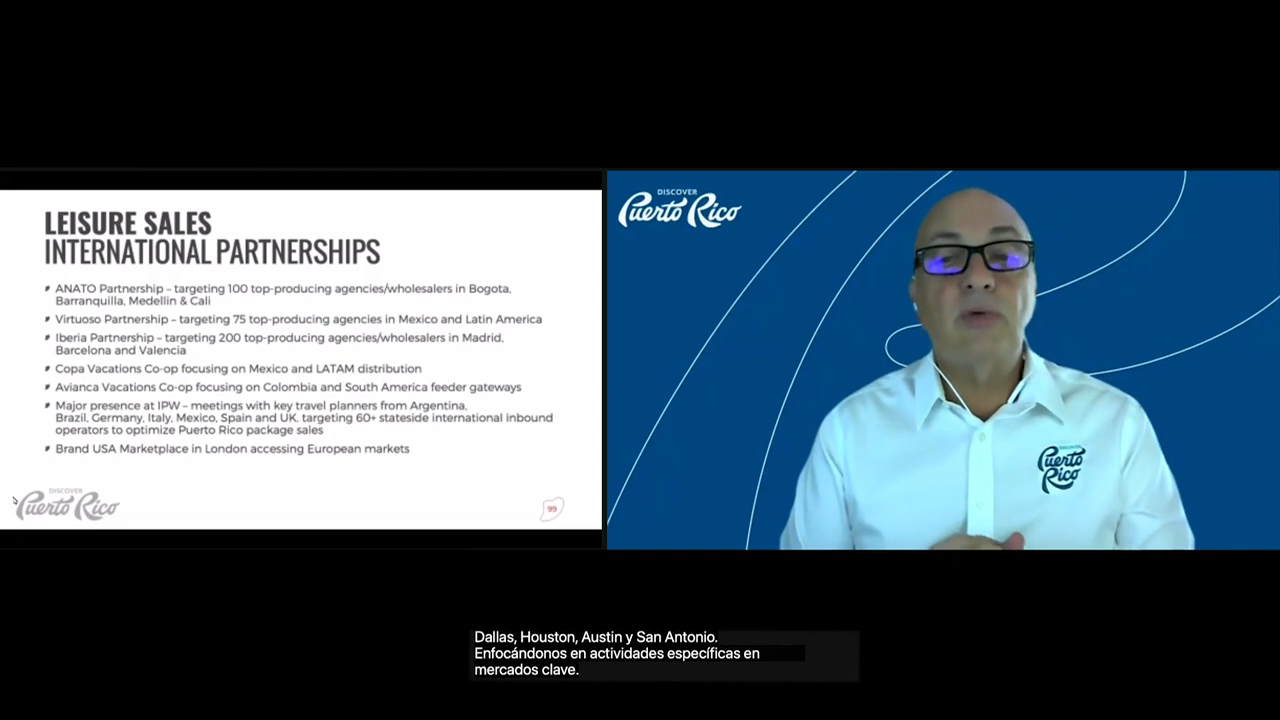 LEISURE SALES
INTERNATIONAL PARTNERSHIPS
ANATO Partnership – targeting 100 top-producing agencies/wholesalers in Bogota,
Barranquilla, Medellin & Cali
Virtuoso Partnership – targeting 75 top-producing agencies in Mexico and Latin America
Iberia Partnership – targeting 200 top-producing agencies/wholesalers in Madrid,
Barcelona and Valencia
Copa Vacations Co-op focusing on Mexico and LATAM distribution
Avianca Vacations Co-op focusing on Colombia and South America feeder gateways
Major presence at IPW – meetings with key travel planners from Argentina,
Brazil, Germany, Italy, Mexico, Spain and UK. targeting 60+ stateside international inbound
operators to optimize Puerto Rico package sales
Brand USA Marketplace in London accessing European markets
DISCOVER
Puerto Rico
99
DISCOVER
Puerto Rico
Puerto
Rico
Dallas, Houston, Austin y San Antonio.
Enfocándonos en actividades específicas en
mercados clave.